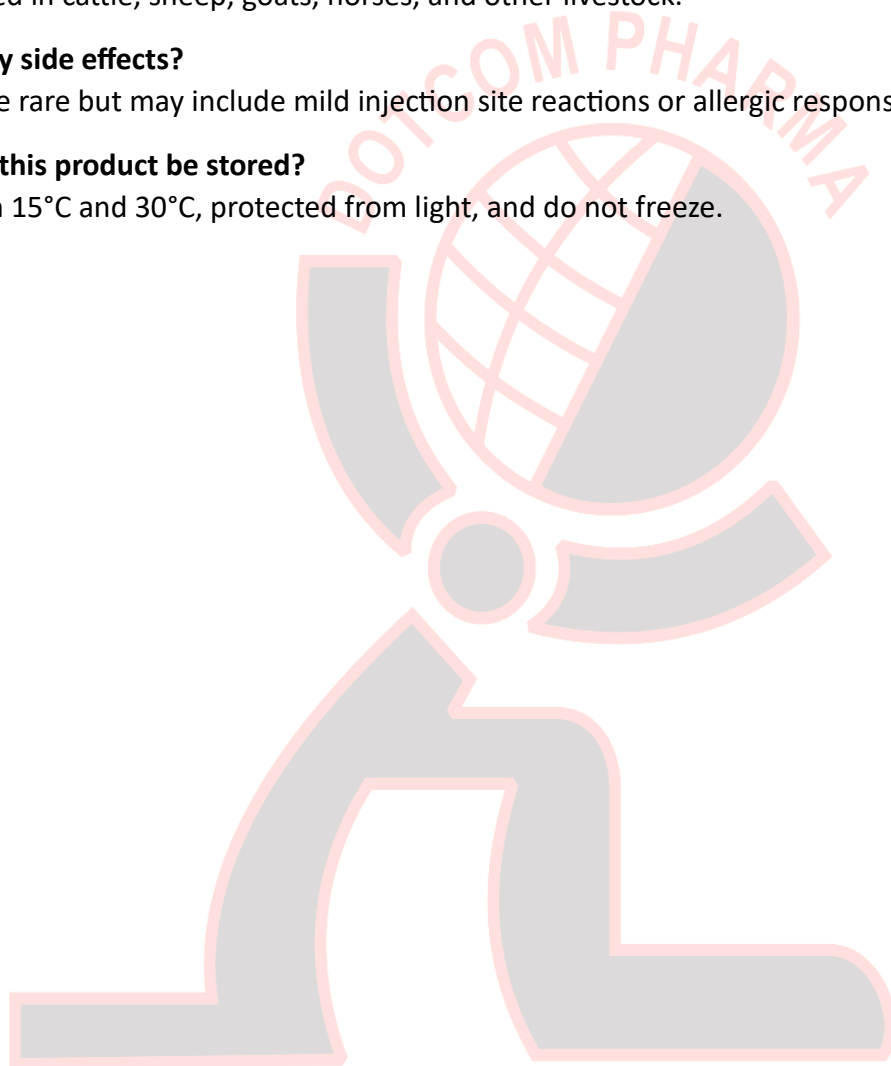 ed in cattle, sheep, goats, horses, and other livestock.
y side effects?
e rare but may include mild injection site reactions or allergic respons
this product be stored?
n 15°C and 30°C, protected from light, and do not freeze.
DOTCOM PHARMA